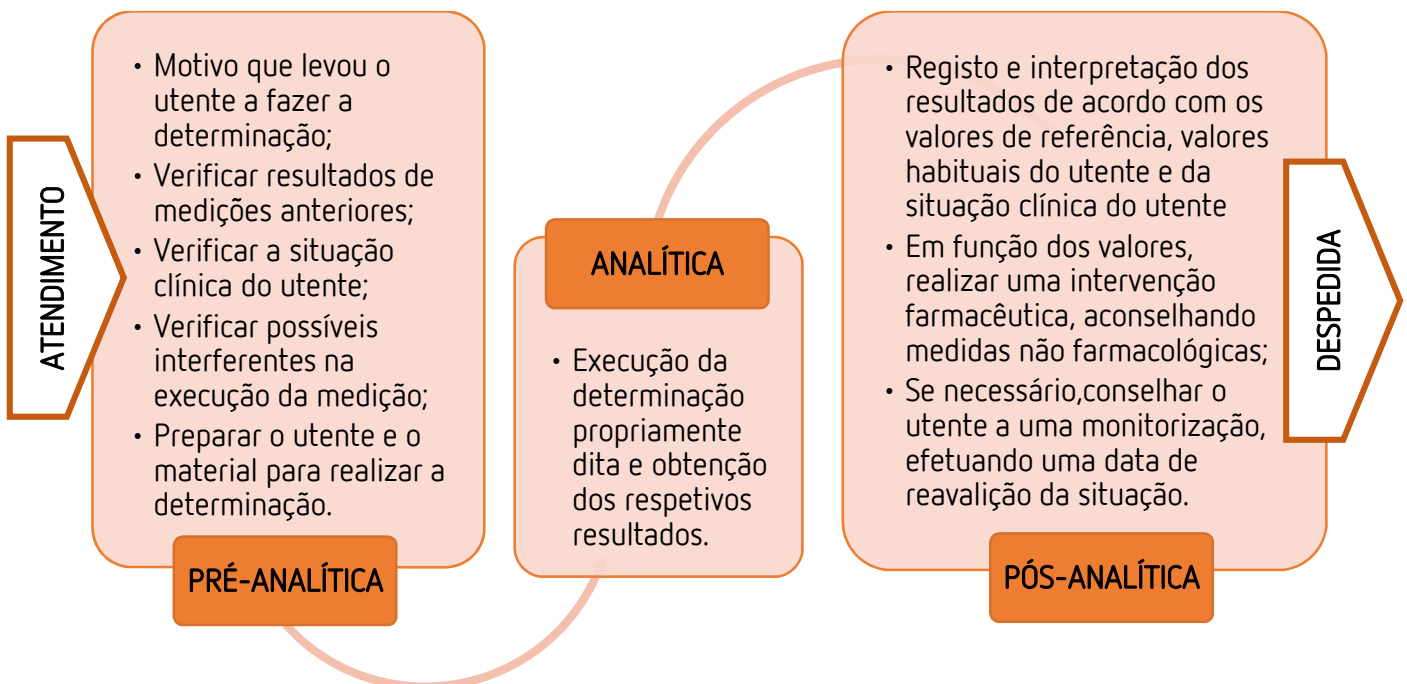 ATENDIMENTO
• Motivo que levou o
utente a fazer a
determinação;
• Verificar resultados de
medições anteriores;
• Verificar a situação
clínica do utente;
• Verificar possíveis
interferentes na
execução da medição;
• Preparar o utente e o
material para realizar a
determinação.
PRÉ-ANALÍTICA
ANALÍTICA
• Execução da
determinação
propriamente
dita e obtenção
dos respetivos
resultados.
• Registo e interpretação dos
resultados de acordo com os
valores de referência, valores
habituais do utente e da
situação clínica do utente
• Em função dos valores,
realizar uma intervenção
farmacêutica, aconselhando
medidas não farmacológicas;
• Se necessário,conselhar o
utente a uma monitorização,
efetuando uma data de
reavalição da situação.
PÓS-ANALÍTICA
DESPEDIDA